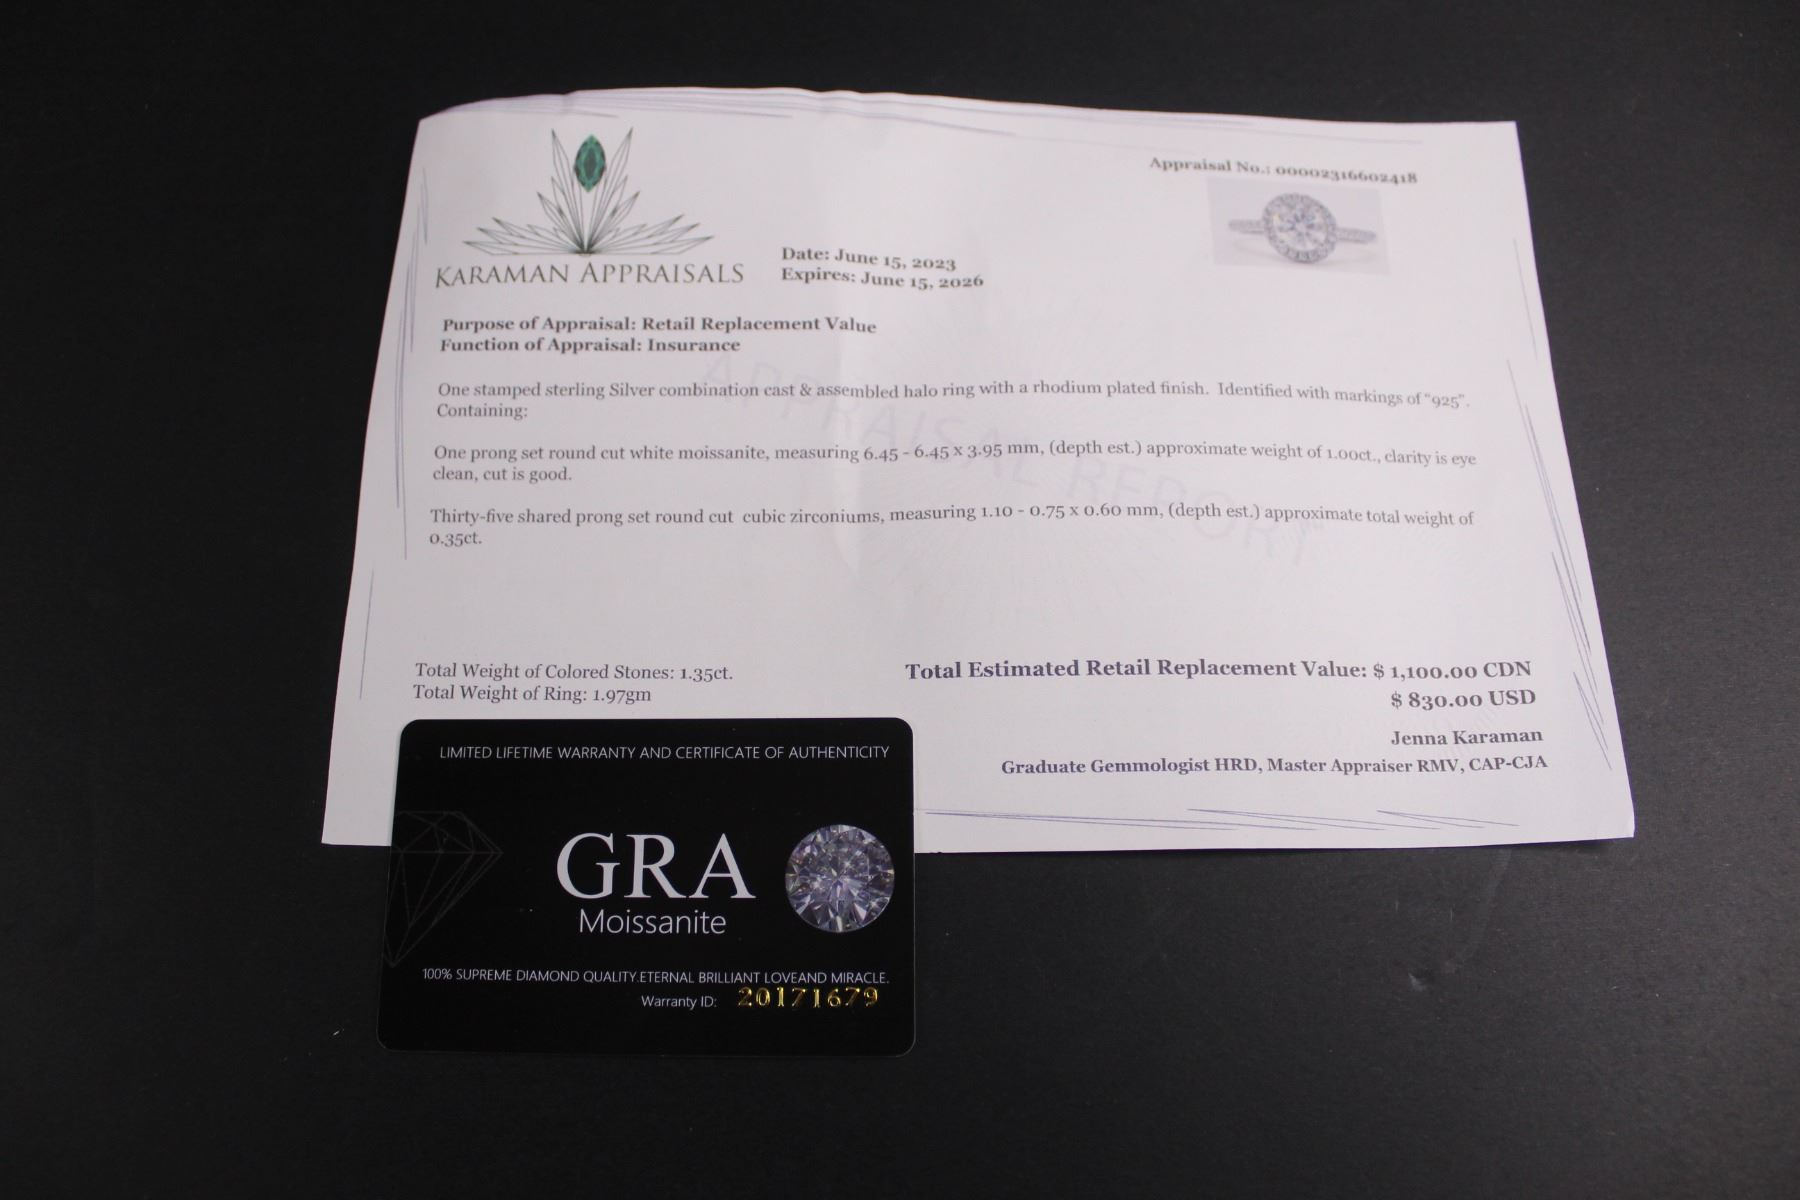 Appraisal No.: 00002316602418
KARAMAN APPRAISALS
Date: June 15, 2023
Expires: June 15, 2026
Purpose of Appraisal: Retail Replacement Value
Function of Appraisal: Insurance
APPRAISAL REPORT
One stamped sterling Silver combination cast & assembled halo ring with a rhodium plated finish. Identified with markings of "925".
Containing:
One prong set round cut white moissanite, measuring 6.45 - 6.45 x 3.95 mm, (depth est.) approximate weight of 1.00ct., clarity is eye
clean, cut is good.
Thirty-five shared prong set round cut cubic zirconiums, measuring 1.10 - 0.75 x 0.60 mm, (depth est.) approximate total weight of
0.35ct.
Total Weight of Colored Stones: 1.35ct.
Total Weight of Ring: 1.97gm
Total Estimated Retail Replacement Value: $ 1,100.00 CDN
$ 830.00 USD
Jenna Karaman
Graduate Gemmologist HRD, Master Appraiser RMV, CAP-CJA
LIMITED LIFETIME WARRANTY AND CERTIFICATE OF AUTHENTICITY
GRA
Moissanite
100% SUPREME DIAMOND QUALITY.ETERNAL BRILLIANT LOVEAND MIRACLE.
Warranty ID: 20171679